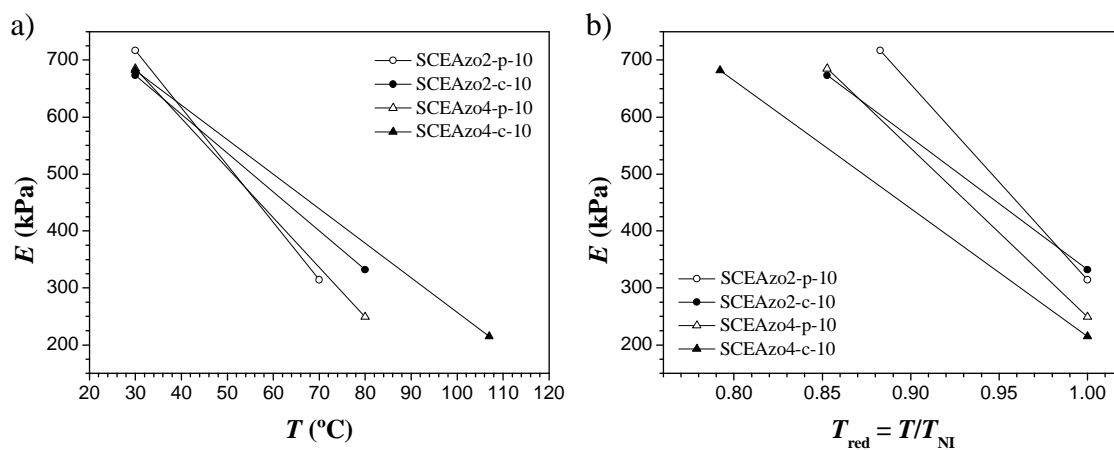 a)
700
600
500
400
300
200
E (kPa)
20 30 40 50 60 70 80 90 100 110 120
T (ºC)
SCEAzo2-p-10
SCEAzo2-c-10
SCEAzo4-p-10
SCEAzo4-c-10
b)
700
600
500
400
300
200
E (kPa)
0.80 0.85 0.90 0.95 1.00
T_red = T/T_NI
SCEAzo2-p-10
SCEAzo2-c-10
SCEAzo4-p-10
SCEAzo4-c-10